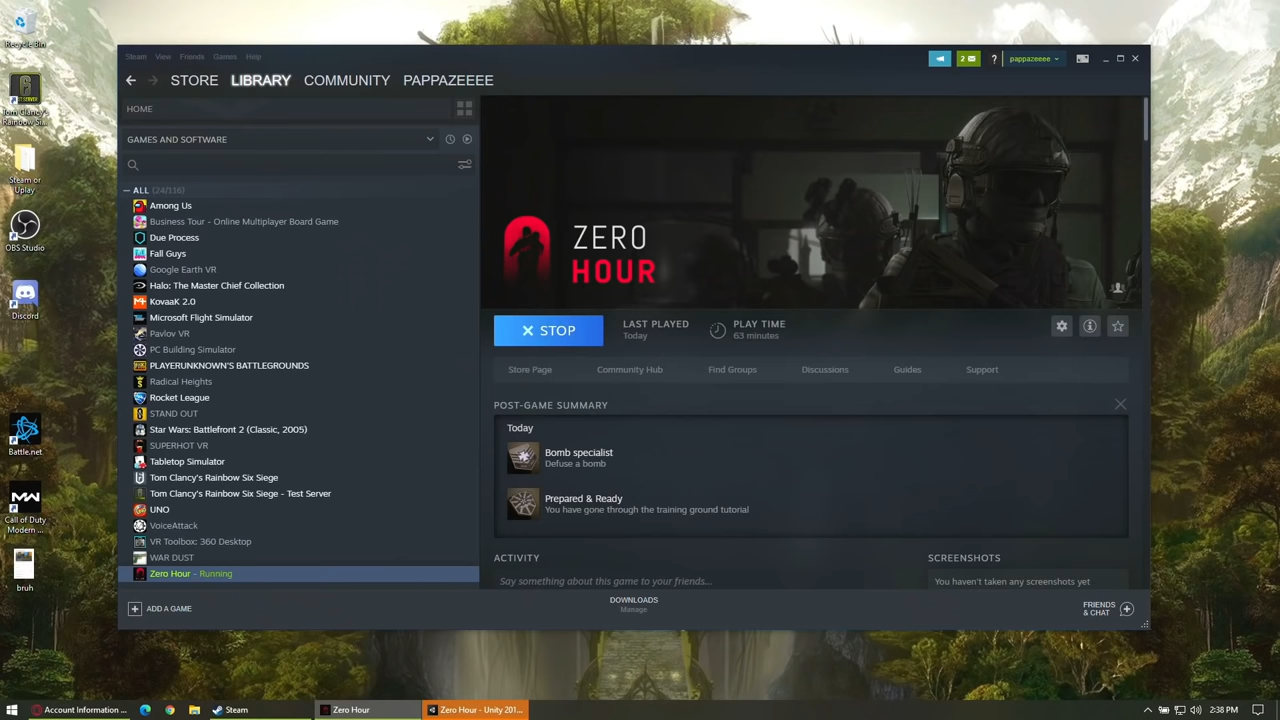 Recycle Bin
Tom Clancy's
Rainbow Si...
Steam or
Uplay
OBS Studio
Discord
Battle.net
Call of Duty
Modern ...
bruh
Steam View Friends Games Help
2
?
pappazeeee
STORE LIBRARY COMMUNITY PAPPAZEEEE
HOME
GAMES AND SOFTWARE
ALL (24/116)
Among Us
Business Tour - Online Multiplayer Board Game
Due Process
Fall Guys
Google Earth VR
Halo: The Master Chief Collection
KovaaK 2.0
Microsoft Flight Simulator
Pavlov VR
PC Building Simulator
PLAYERUNKNOWN'S BATTLEGROUNDS
Radical Heights
Rocket League
STAND OUT
Star Wars: Battlefront 2 (Classic, 2005)
SUPERHOT VR
Tabletop Simulator
Tom Clancy's Rainbow Six Siege
Tom Clancy's Rainbow Six Siege - Test Server
UNO
VoiceAttack
VR Toolbox: 360 Desktop
WAR DUST
Zero Hour - Running
ZERO
HOUR
STOP
LAST PLAYED
Today
PLAY TIME
63 minutes
Store Page Community Hub Find Groups Discussions Guides Support
POST-GAME SUMMARY
Today
Bomb specialist
Defuse a bomb
Prepared & Ready
You have gone through the training ground tutorial
ACTIVITY
Say something about this game to your friends...
SCREENSHOTS
You haven't taken any screenshots yet
ADD A GAME
DOWNLOADS
Manage
FRIENDS
& CHAT
Account Information ...
Steam
Zero Hour
Zero Hour - Unity 201...
2:38 PM